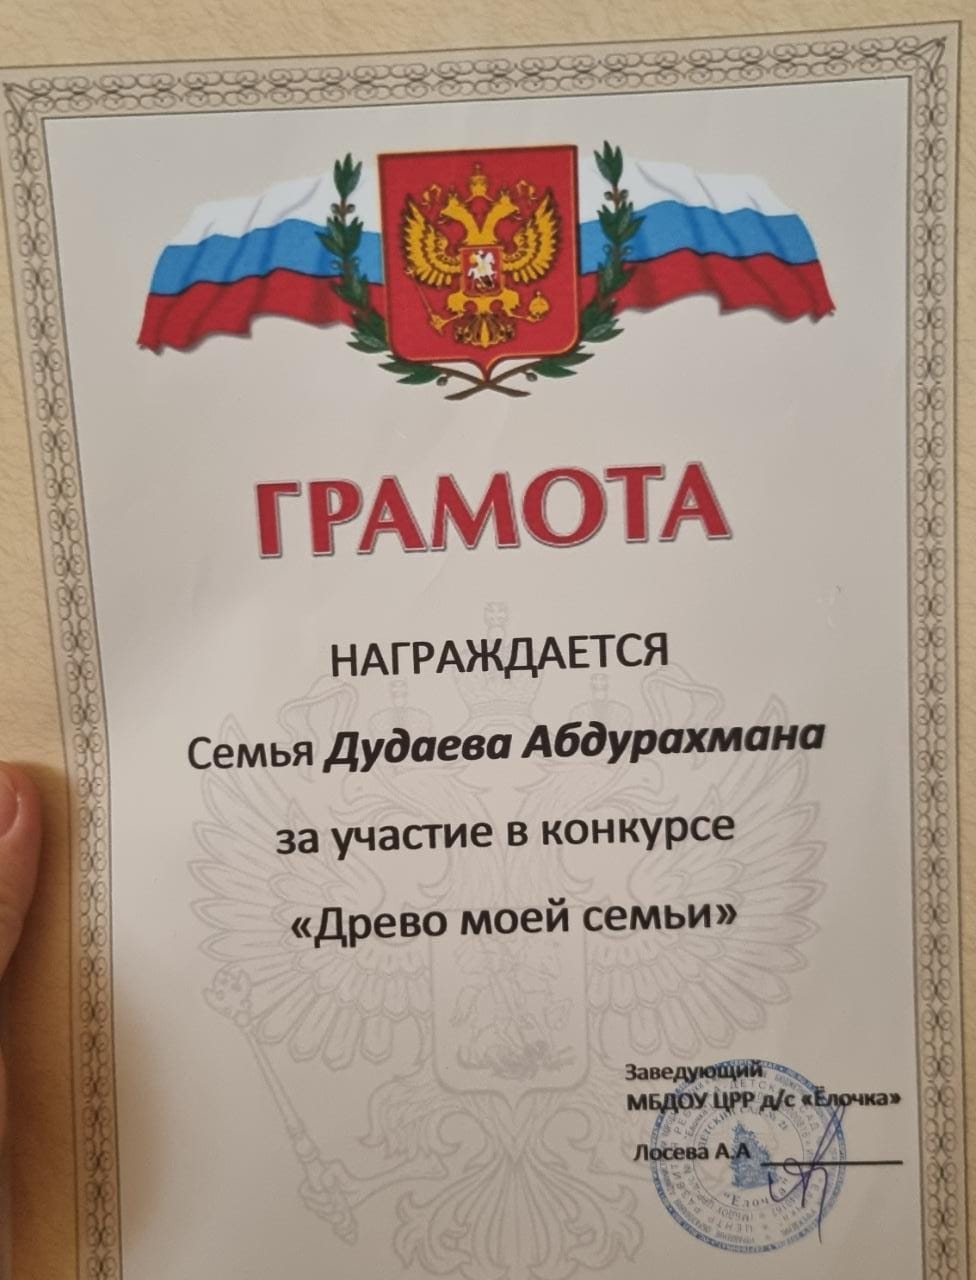 ГРАМОТА
НАГРАЖДАЕТСЯ
Семья Дудаева Абдурахмана
за участие в конкурсе
«Древо моей семьи»
Заведующий
МБДОУ ЦРР д/с «Ёлочка»
Лосева А.А